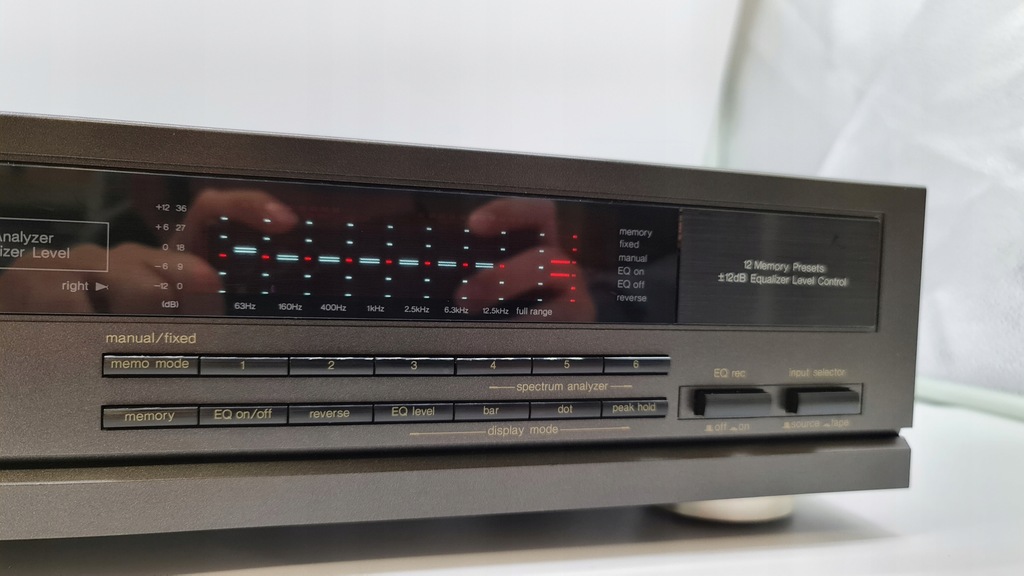 Analyzer
izer Level
right
+12 36
+6 27
0 18
−6 9
−12 0
(dB)
63Hz 160Hz 400Hz 1kHz 2.5kHz 6.3kHz 12.5kHz full range
memory
fixed
manual
EQ on
EQ off
reverse
12 Memory Presets
±12dB Equalizer Level Control
manual/fixed
memo mode 1 2 3 4 5 6
spectrum analyzer
memory EQ on/off reverse EQ level bar dot peak hold
display mode
EQ rec input selector
off on source tape